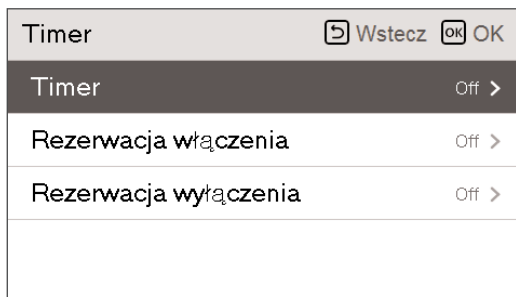 Timer Wstecz OK OK
Timer Off
Rezerwacja włączenia Off
Rezerwacja wyłączenia Off